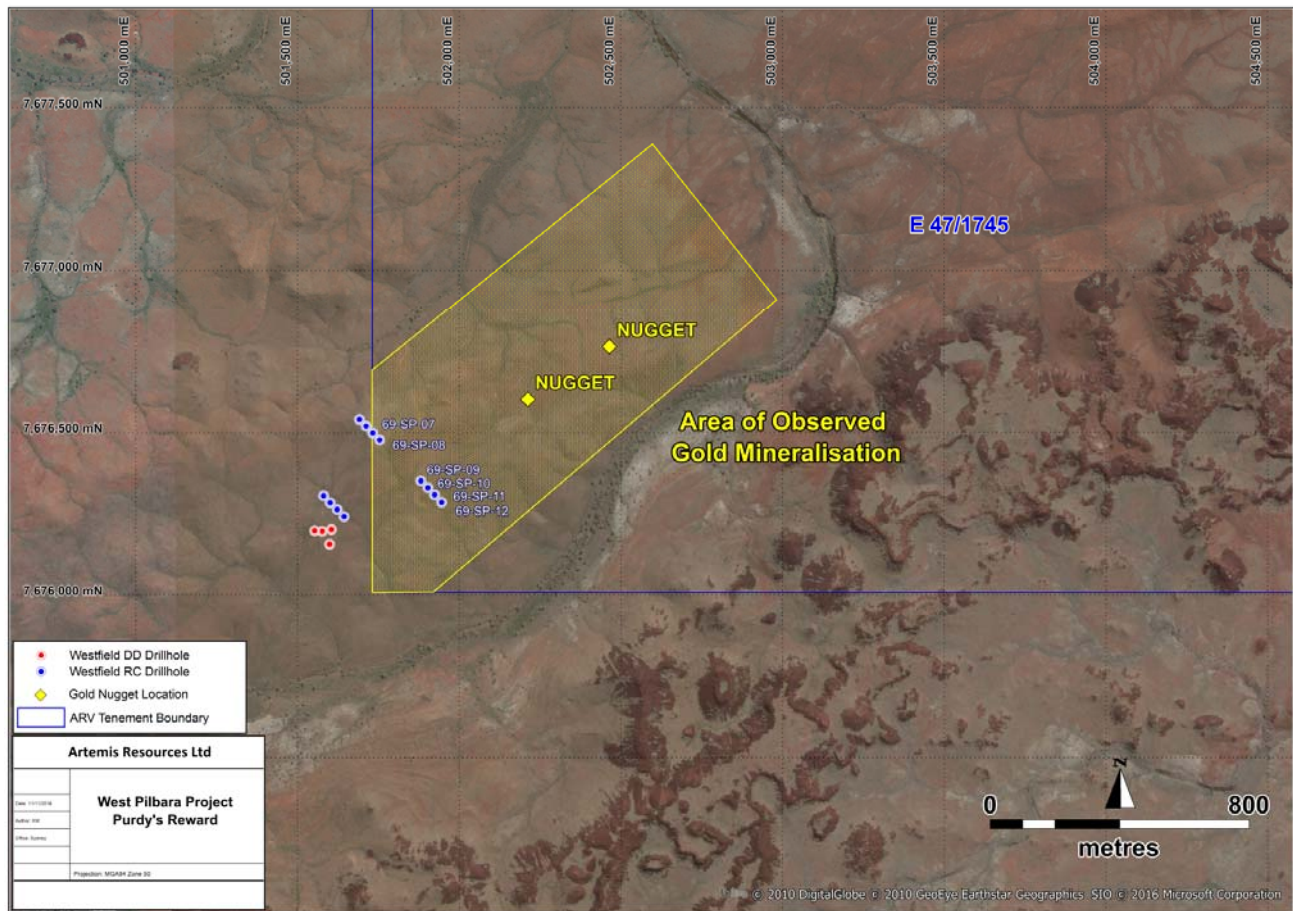 501,000 mE
501,500 mE
502,000 mE
502,500 mE
503,000 mE
503,500 mE
504,000 mE
504,500 mE
7,677,500 mN
E 47/1745
7,677,000 mN
NUGGET
NUGGET
Area of Observed
Gold Mineralisation
7,676,500 mN
69-SP-07
69-SP-08
69-SP-09
69-SP-10
69-SP-11
69-SP-12
7,676,000 mN
Westfield DD Drillhole
Westfield RC Drillhole
Gold Nugget Location
ARV Tenement Boundary
Artemis Resources Ltd
West Pilbara Project
Purdy's Reward
Date:
Author:
Office: Sydney
Projection: MGA94 Zone 50
N
0 800
metres
© 2010 DigitalGlobe © 2010 GeoEye Earthstar Geographics SIO © 2016 Microsoft Corporation